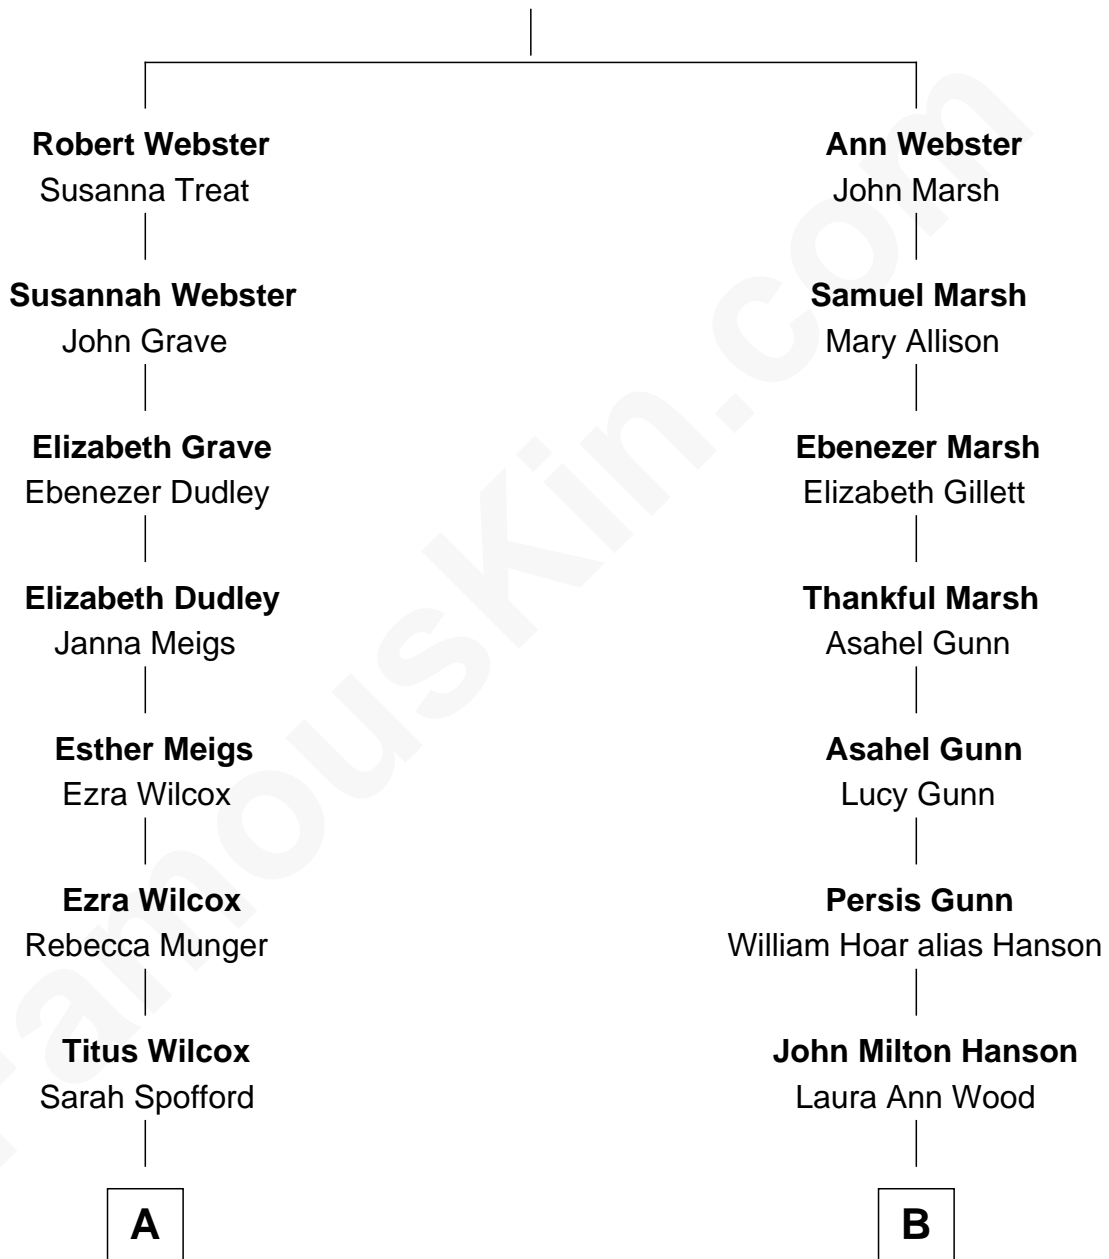 Robert Webster
Susanna Treat
Susannah Webster
John Grave
Elizabeth Grave
Ebenezer Dudley
Elizabeth Dudley
Janna Meigs
Esther Meigs
Ezra Wilcox
Ezra Wilcox
Rebecca Munger
Titus Wilcox
Sarah Spofford
A
Ann Webster
John Marsh
Samuel Marsh
Mary Allison
Ebenezer Marsh
Elizabeth Gillett
Thankful Marsh
Asahel Gunn
Asahel Gunn
Lucy Gunn
Persis Gunn
William Hoar alias Hanson
John Milton Hanson
Laura Ann Wood
B
FamousKin.com